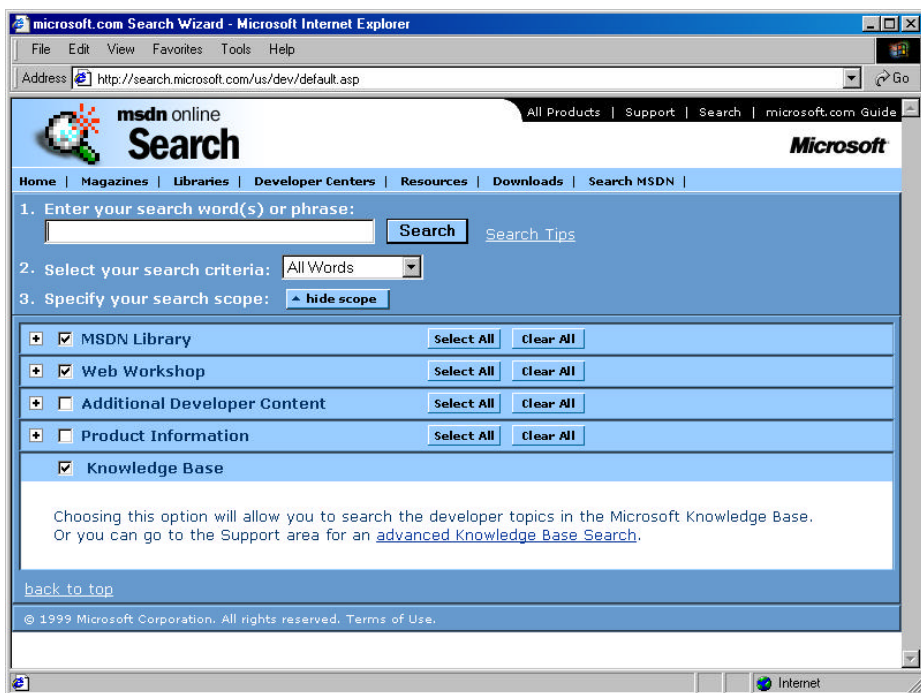 microsoft.com Search Wizard - Microsoft Internet Explorer
File Edit View Favorites Tools Help
Address http://search.microsoft.com/us/dev/default.asp Go
All Products | Support | Search | microsoft.com Guide
msdn online
Search
Microsoft
Home | Magazines | Libraries | Developer Centers | Resources | Downloads | Search MSDN |
1. Enter your search word(s) or phrase:
Search Search Tips
2. Select your search criteria: All Words
3. Specify your search scope: hide scope
MSDN Library Select All Clear All
Web Workshop Select All Clear All
Additional Developer Content Select All Clear All
Product Information Select All Clear All
Knowledge Base
Choosing this option will allow you to search the developer topics in the Microsoft Knowledge Base.
Or you can go to the Support area for an advanced Knowledge Base Search.
back to top
© 1999 Microsoft Corporation. All rights reserved. Terms of Use.
Internet